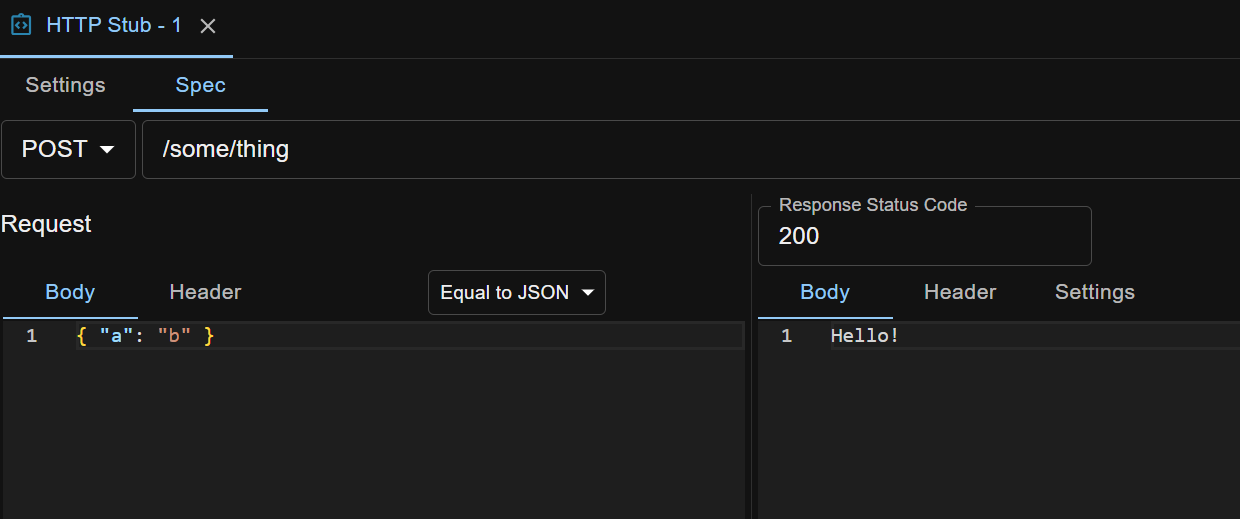 HTTP Stub - 1
Settings Spec
POST /some/thing
Request
Response Status Code
200
Body Header Equal to JSON
1 { "a": "b" }
Body Header Settings
1 Hello!